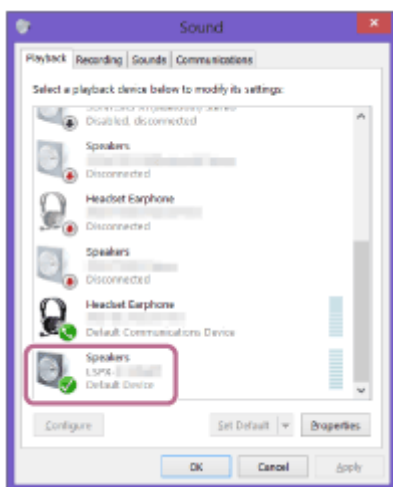 Sound
Playback Recording Sounds Communications
Select a playback device below to modify its settings:
Disabled, disconnected
Speakers
Disconnected
Headset Earphone
Disconnected
Speakers
Disconnected
Headset Earphone
Default Communications Device
Speakers
LSPX-
Default Device
Configure Set Default Properties
OK Cancel Apply